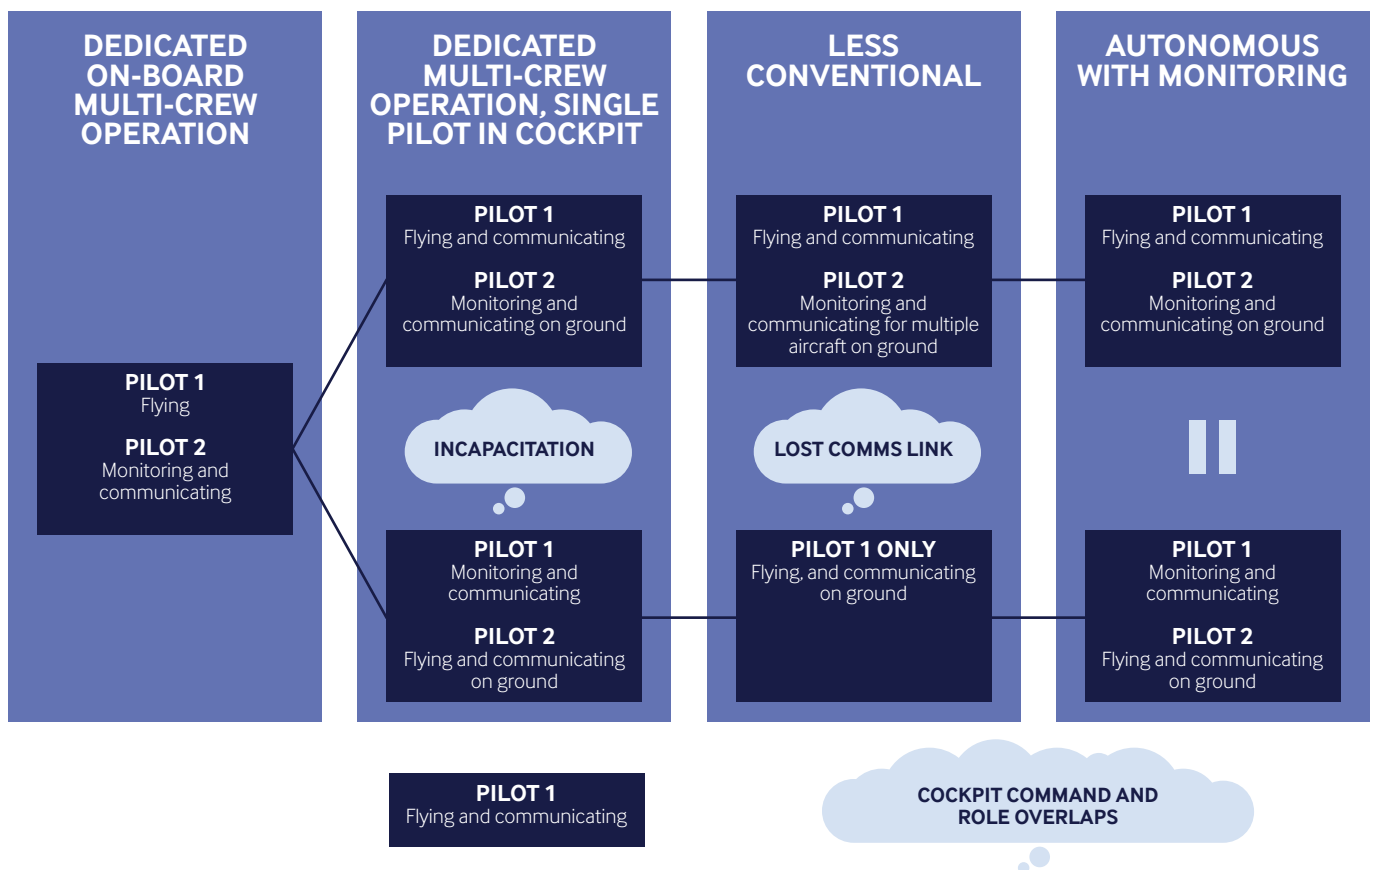 DEDICATED
ON-BOARD
MULTI-CREW
OPERATION
PILOT 1
Flying
PILOT 2
Monitoring and
communicating
DEDICATED
MULTI-CREW
OPERATION, SINGLE
PILOT IN COCKPIT
PILOT 1
Flying and communicating
PILOT 2
Monitoring and
communicating on ground
INCAPACITATION
PILOT 1
Monitoring and
communicating
PILOT 2
Flying and communicating
on ground
LESS
CONVENTIONAL
PILOT 1
Flying and communicating
PILOT 2
Monitoring and
communicating for multiple
aircraft on ground
LOST COMMS LINK
PILOT 1 ONLY
Flying, and communicating
on ground
AUTONOMOUS
WITH MONITORING
PILOT 1
Flying and communicating
PILOT 2
Monitoring and
communicating on ground
PILOT 1
Monitoring and
communicating
PILOT 2
Flying and communicating
on ground
PILOT 1
Flying and communicating
COCKPIT COMMAND AND
ROLE OVERLAPS